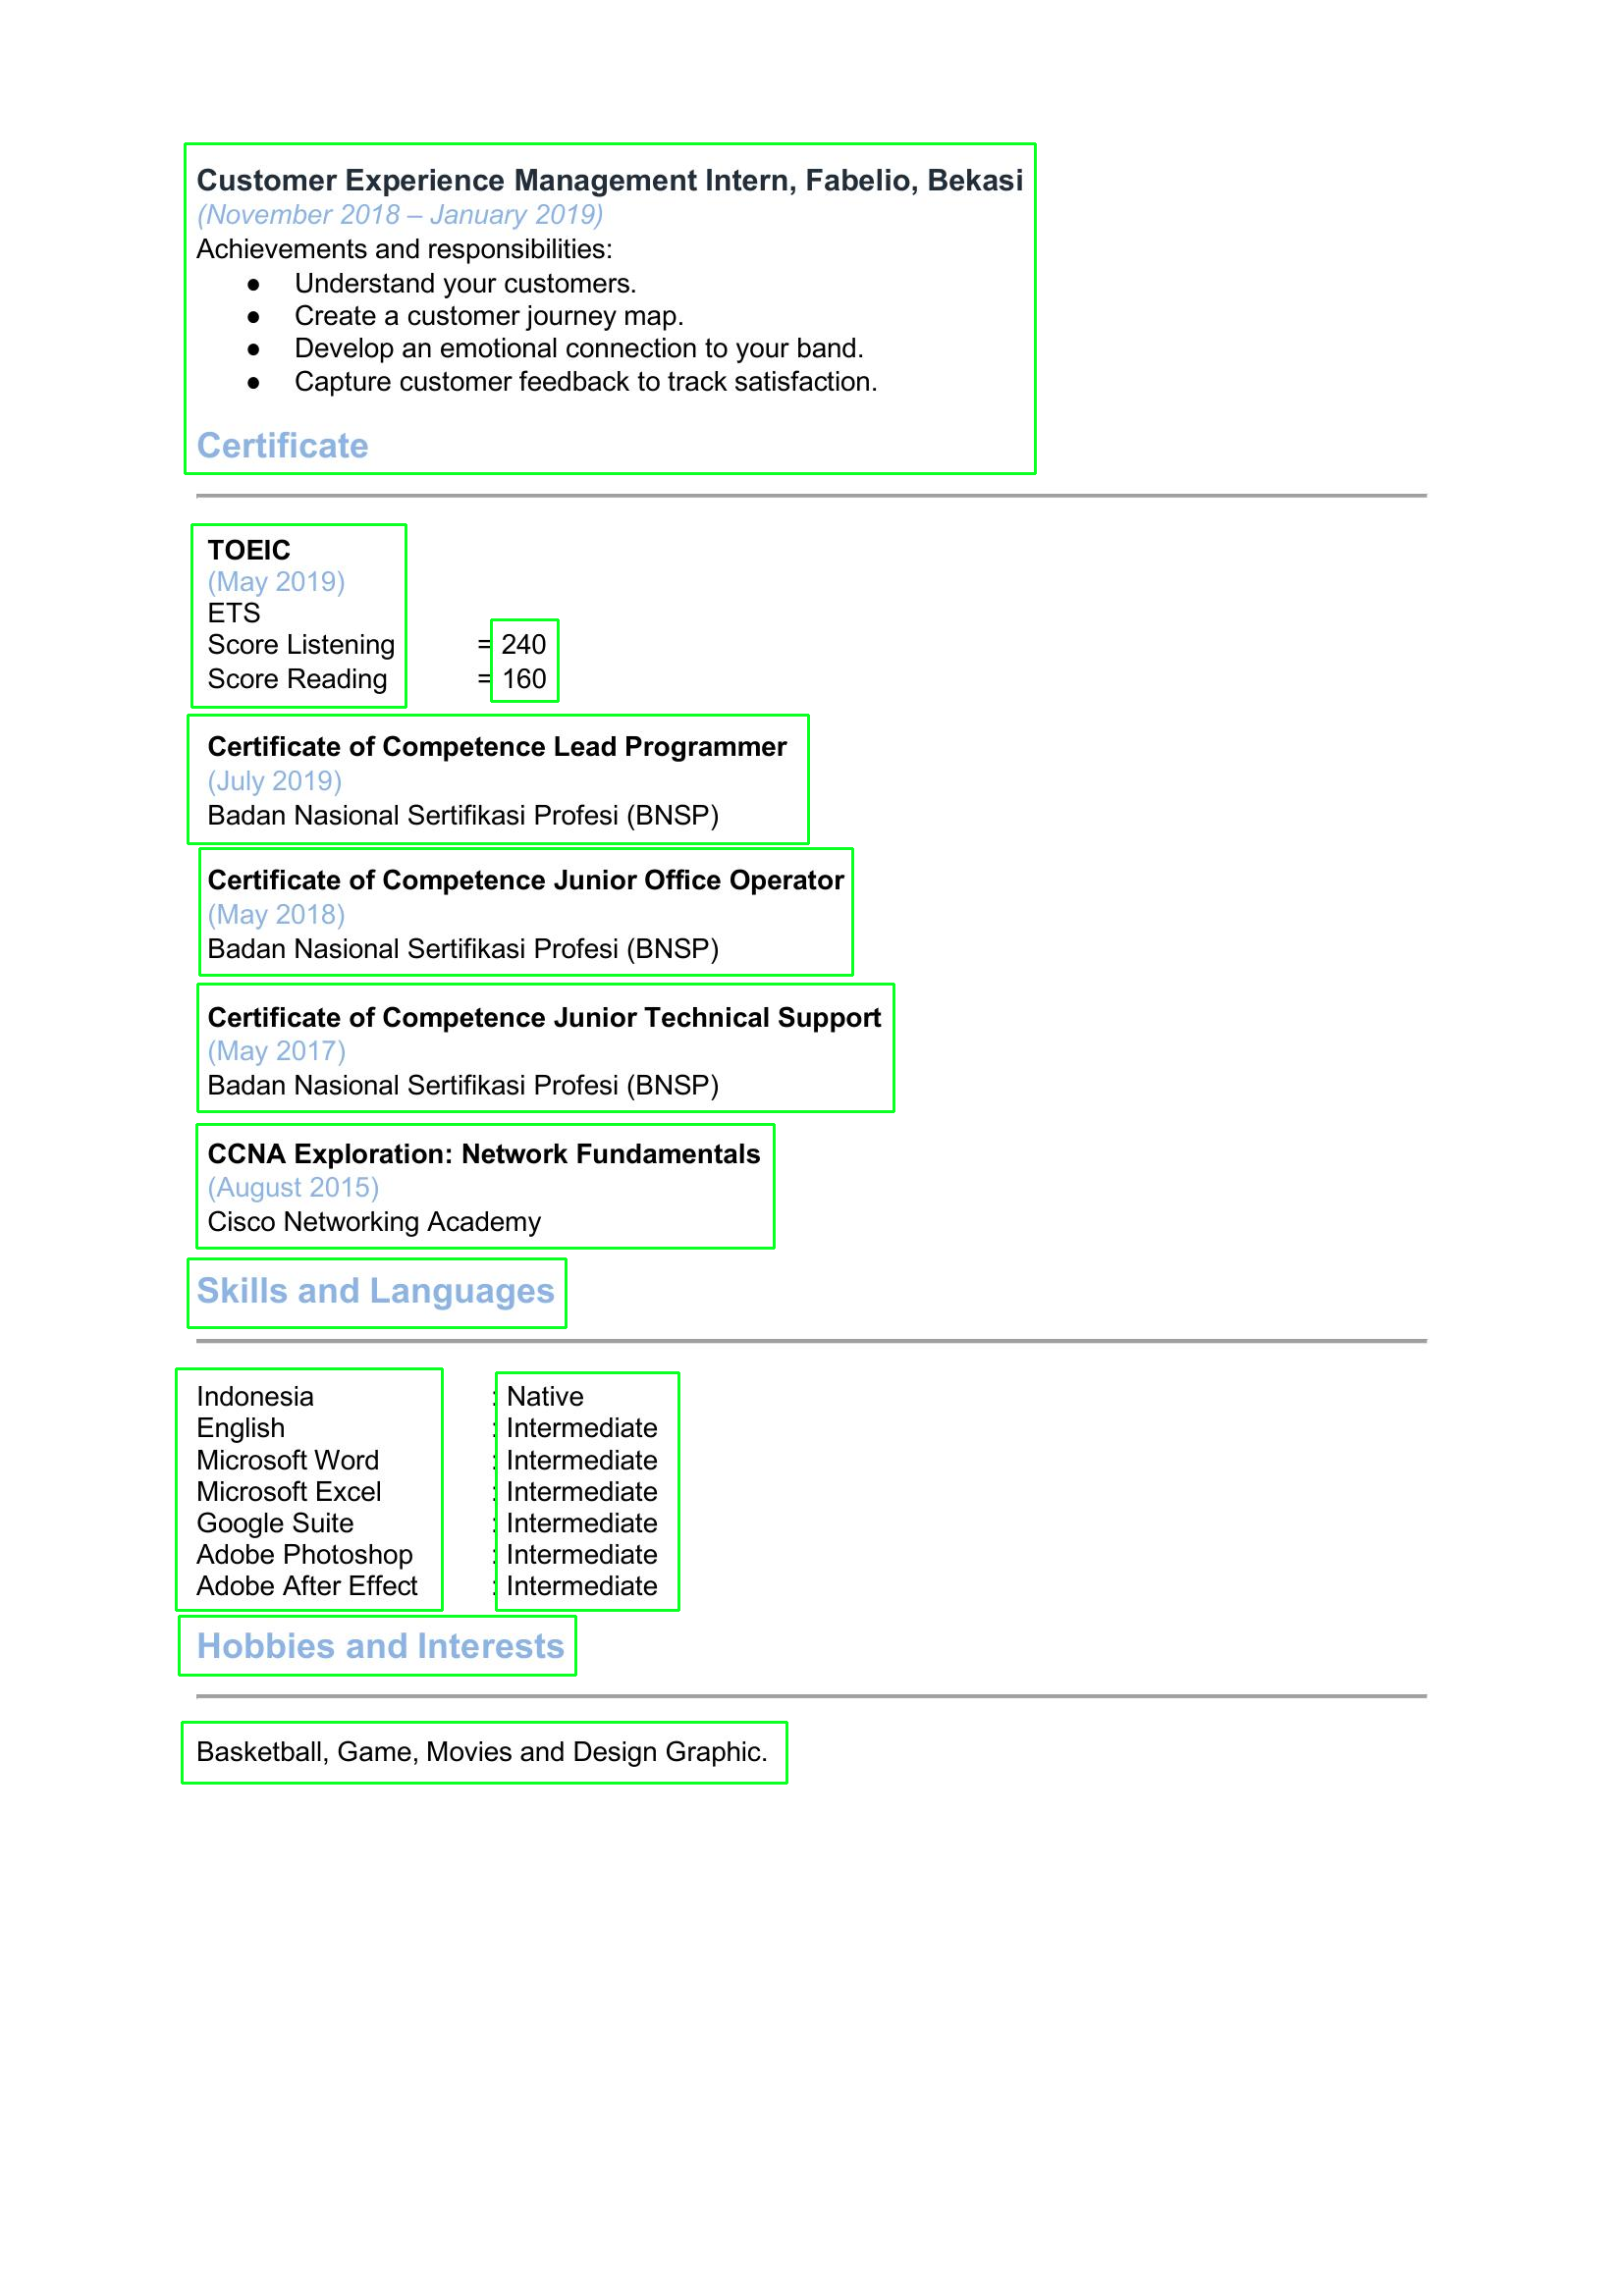 Customer Experience Management Intern, Fabelio, Bekasi
(November 2018 – January 2019)
Achievements and responsibilities:
● Understand your customers.
● Create a customer journey map.
● Develop an emotional connection to your band.
● Capture customer feedback to track satisfaction.
Certificate
TOEIC
(May 2019)
ETS
Score Listening = 240
Score Reading = 160
Certificate of Competence Lead Programmer
(July 2019)
Badan Nasional Sertifikasi Profesi (BNSP)
Certificate of Competence Junior Office Operator
(May 2018)
Badan Nasional Sertifikasi Profesi (BNSP)
Certificate of Competence Junior Technical Support
(May 2017)
Badan Nasional Sertifikasi Profesi (BNSP)
CCNA Exploration: Network Fundamentals
(August 2015)
Cisco Networking Academy
Skills and Languages
Indonesia : Native
English : Intermediate
Microsoft Word : Intermediate
Microsoft Excel : Intermediate
Google Suite : Intermediate
Adobe Photoshop : Intermediate
Adobe After Effect : Intermediate
Hobbies and Interests
Basketball, Game, Movies and Design Graphic.